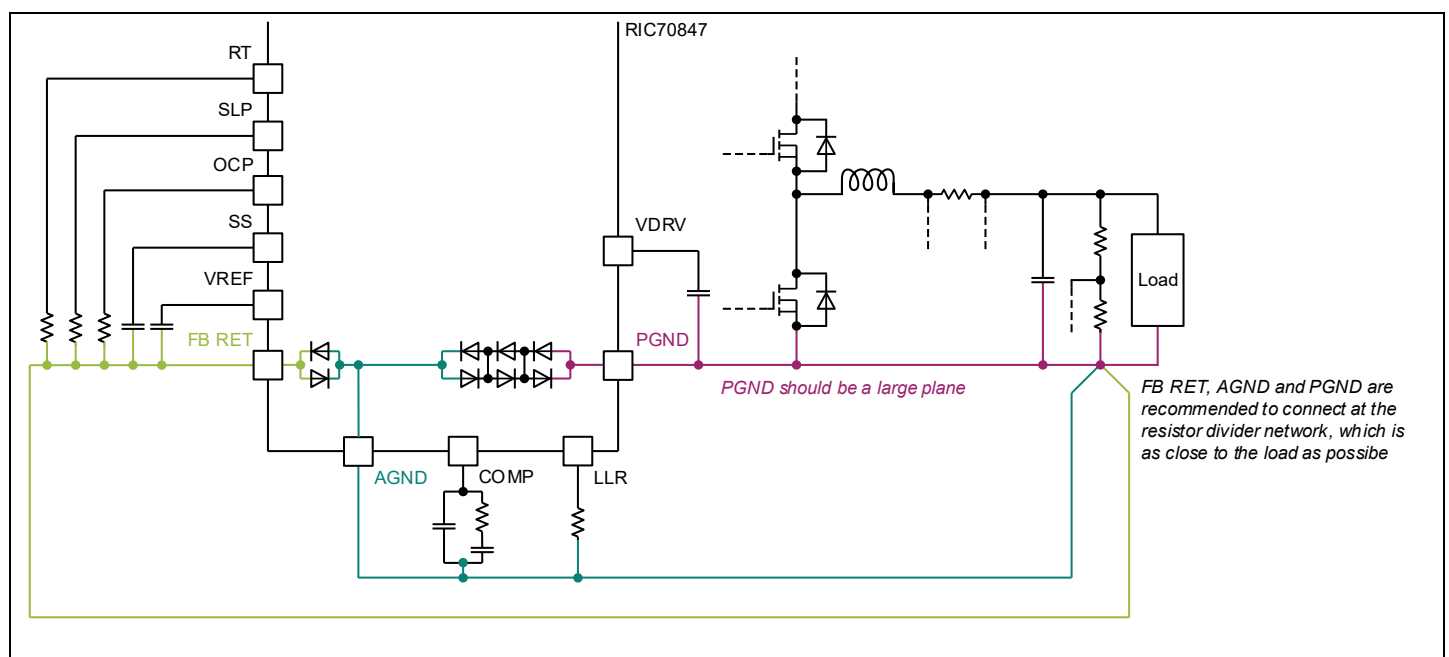 RIC70847
RT
SLP
OCP
SS
VREF
FB RET
VDRV
PGND
Load
PGND should be a large plane
FB RET, AGND and PGND are
recommended to connect at the
resistor divider network, which is
as close to the load as possibe
AGND
COMP
LLR